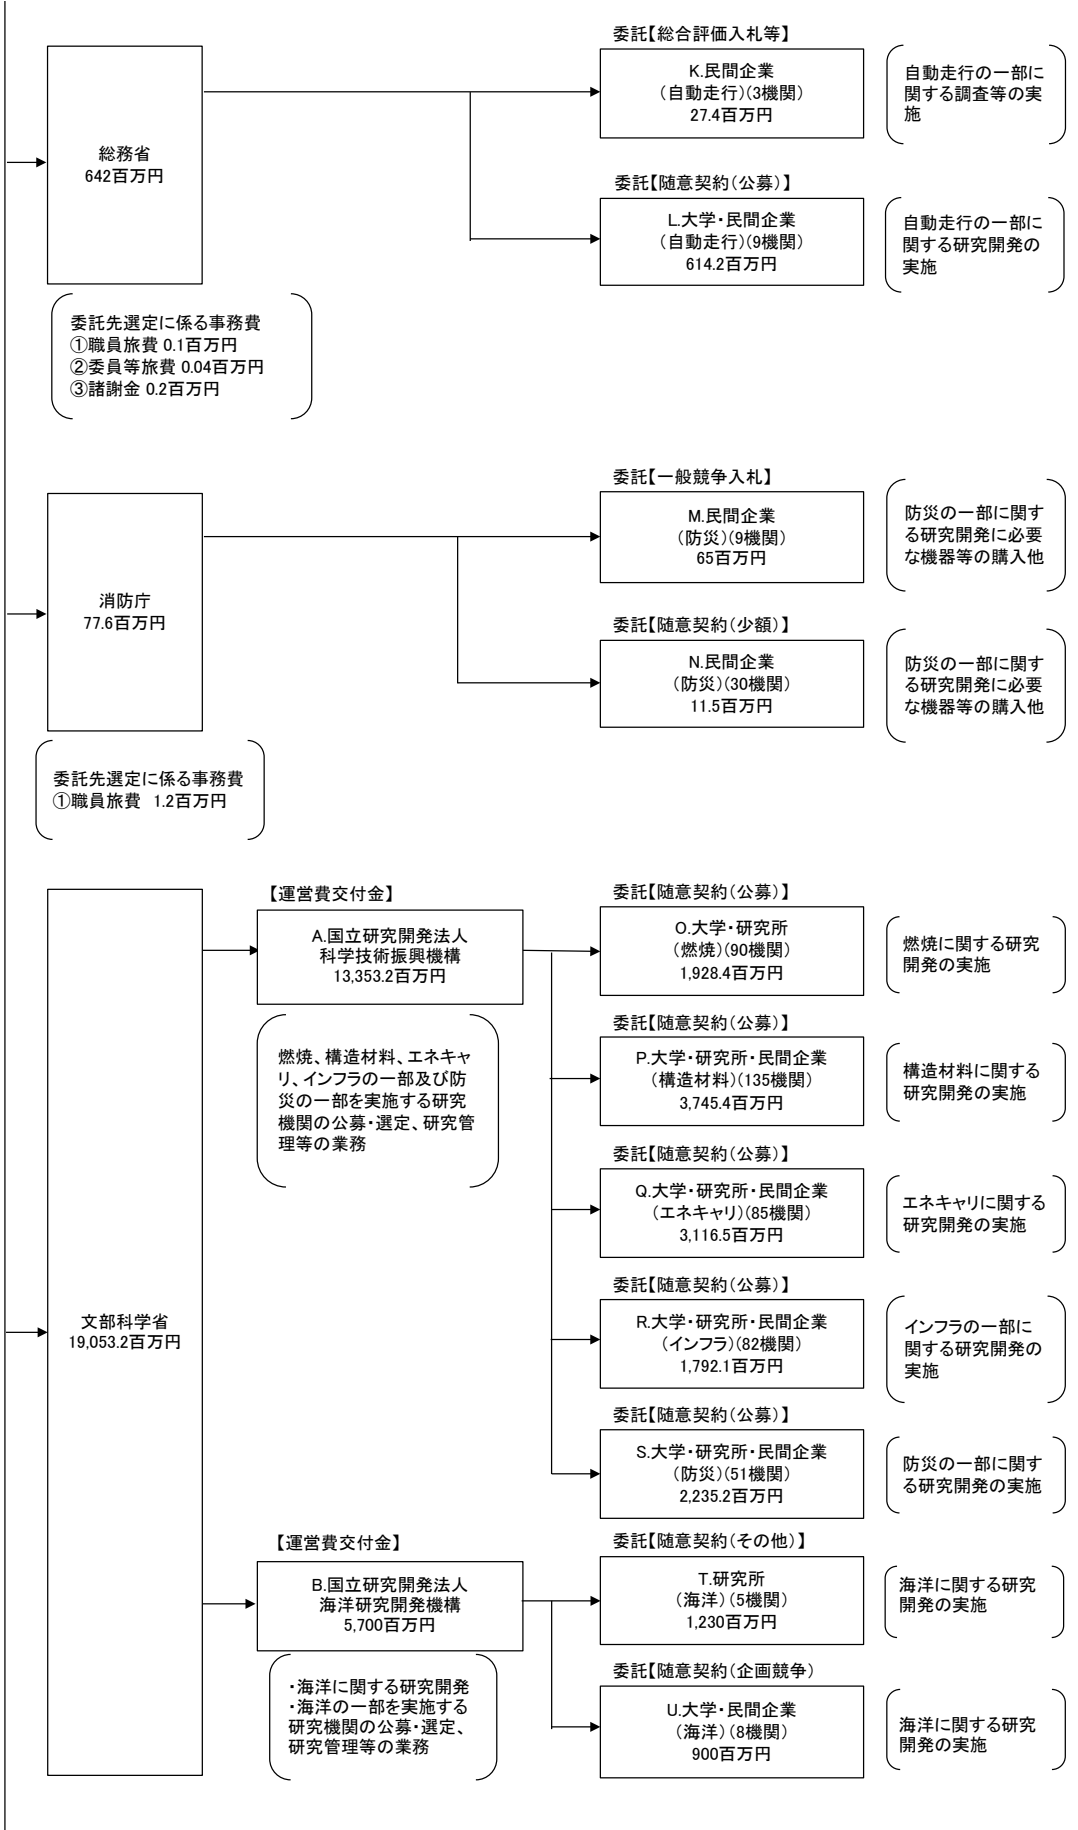 委託【総合評価入札等】
K.民間企業
(自動走行)(3機関)
27.4百万円
自動走行の一部に
関する調査等の実
施
総務省
642百万円
委託【随意契約(公募)】
L.大学・民間企業
(自動走行)(9機関)
614.2百万円
自動走行の一部に
関する研究開発の
実施
委託先選定に係る事務費
①職員旅費 0.1百万円
②委員等旅費 0.04百万円
③諸謝金 0.2百万円
委託【一般競争入札】
M.民間企業
(防災)(9機関)
65百万円
防災の一部に関す
る研究開発に必要
な機器等の購入他
消防庁
77.6百万円
委託【随意契約(少額)】
N.民間企業
(防災)(30機関)
11.5百万円
防災の一部に関す
る研究開発に必要
な機器等の購入他
委託先選定に係る事務費
①職員旅費 1.2百万円
【運営費交付金】
A.国立研究開発法人
科学技術振興機構
13,353.2百万円
委託【随意契約(公募)】
O.大学・研究所
(燃焼)(90機関)
1,928.4百万円
燃焼に関する研究
開発の実施
燃焼、構造材料、エネキャ
リ、インフラの一部及び防
災の一部を実施する研究
機関の公募・選定、研究管
理等の業務
委託【随意契約(公募)】
P.大学・研究所・民間企業
(構造材料)(135機関)
3,745.4百万円
構造材料に関する
研究開発の実施
委託【随意契約(公募)】
Q.大学・研究所・民間企業
(エネキャリ)(85機関)
3,116.5百万円
エネキャリに関する
研究開発の実施
文部科学省
19,053.2百万円
委託【随意契約(公募)】
R.大学・研究所・民間企業
(インフラ)(82機関)
1,792.1百万円
インフラの一部に
関する研究開発の
実施
委託【随意契約(公募)】
S.大学・研究所・民間企業
(防災)(51機関)
2,235.2百万円
防災の一部に関す
る研究開発の実施
【運営費交付金】
B.国立研究開発法人
海洋研究開発機構
5,700百万円
委託【随意契約(その他)】
T.研究所
(海洋)(5機関)
1,230百万円
海洋に関する研究
開発の実施
・海洋に関する研究開発
・海洋の一部を実施する
研究機関の公募・選定、
研究管理等の業務
委託【随意契約(企画競争)
U.大学・民間企業
(海洋)(8機関)
900百万円
海洋に関する研究
開発の実施